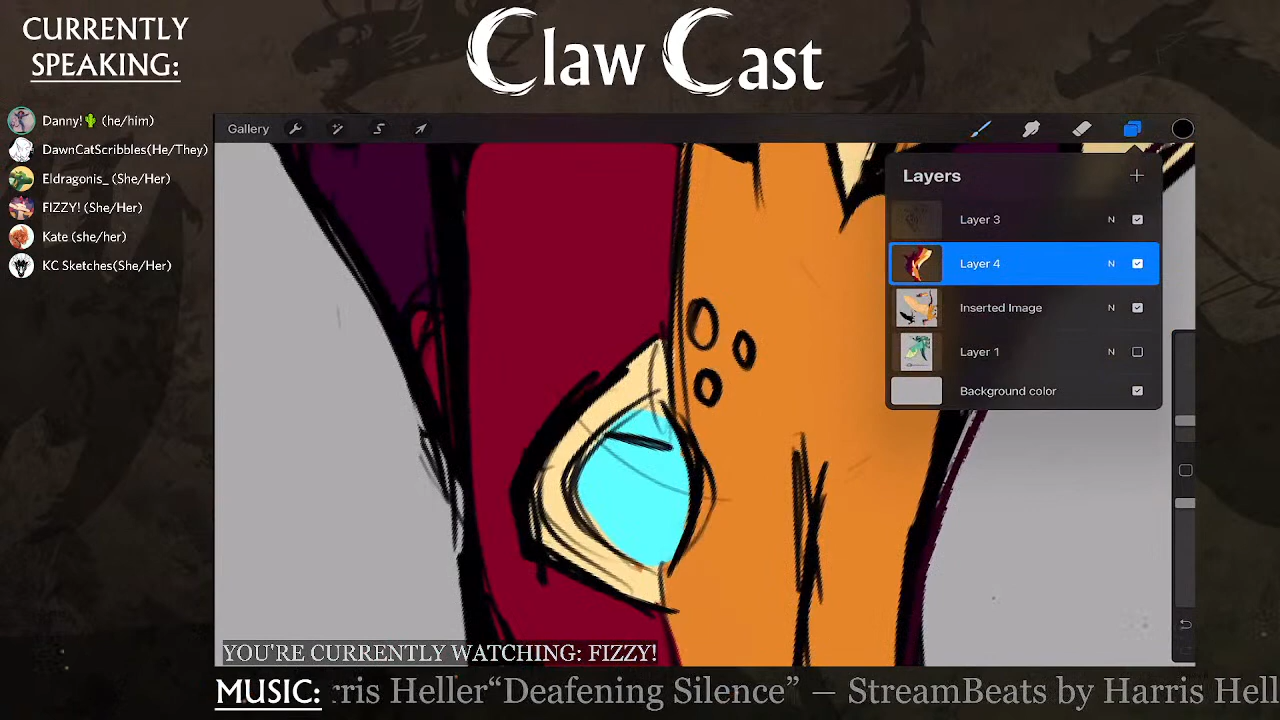 CURRENTLY
SPEAKING:
Claw Cast
Danny!🌵 (he/him)
DawnCatScribbles(He/They)
Eldragonis_ (She/Her)
FIZZY! (She/Her)
Kate (she/her)
KC Sketches(She/Her)
Gallery
Layers
Layer 3 N
Layer 4 N
Inserted Image N
Layer 1 N
Background color
YOU'RE CURRENTLY WATCHING: FIZZY!
MUSIC: rris Heller“Deafening Silence” — StreamBeats by Harris Hell